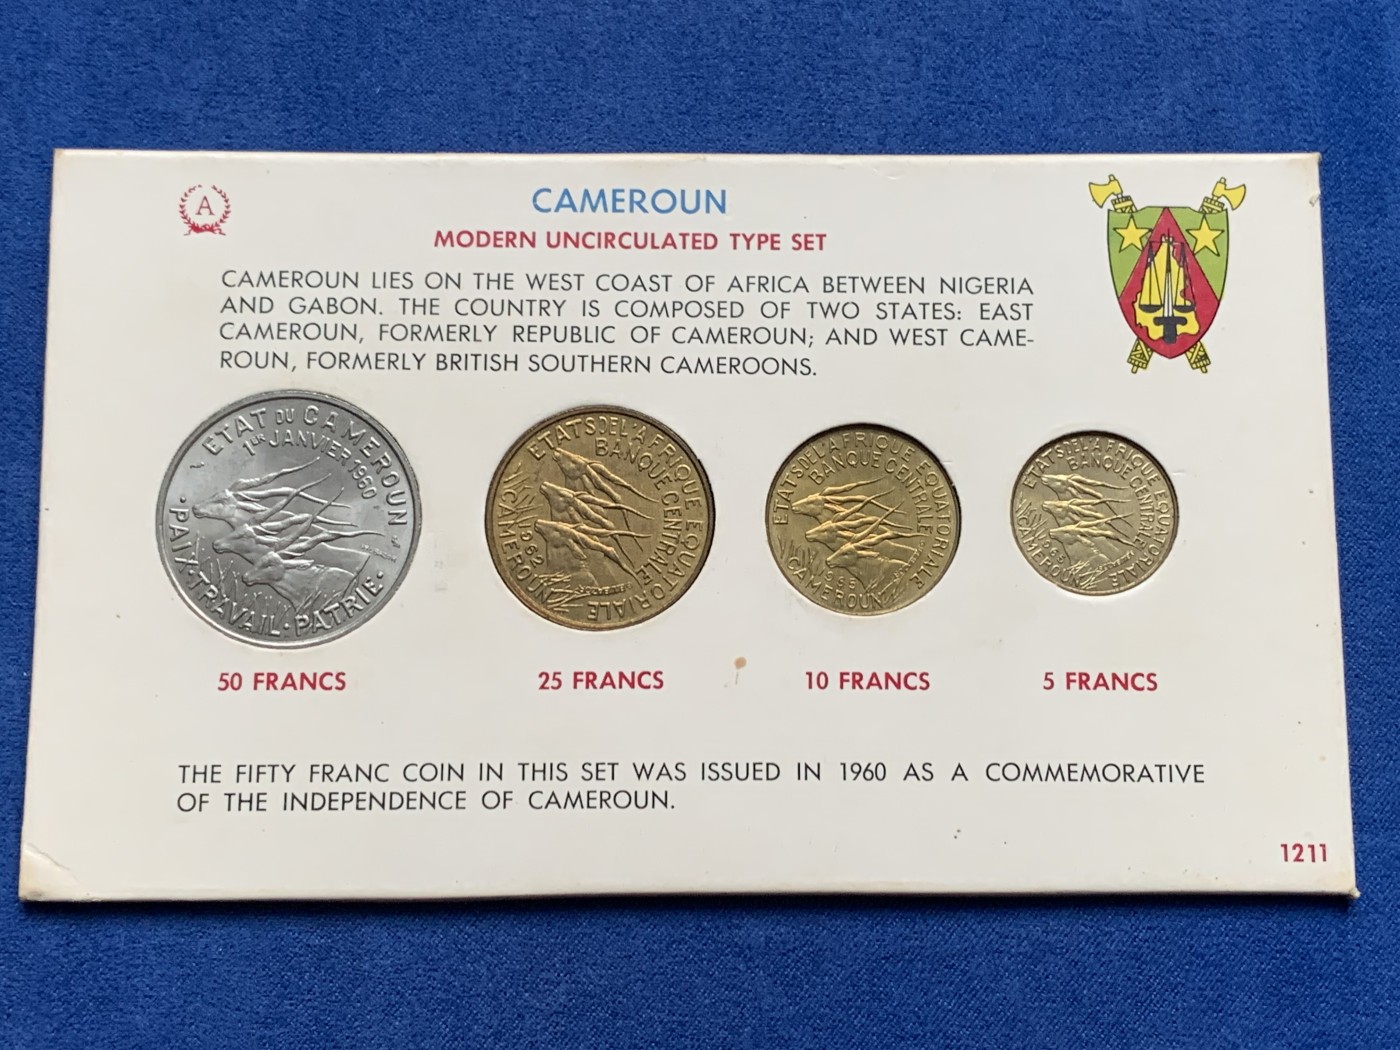 A
CAMEROUN
MODERN UNCIRCULATED TYPE SET
CAMEROUN LIES ON THE WEST COAST OF AFRICA BETWEEN NIGERIA
AND GABON. THE COUNTRY IS COMPOSED OF TWO STATES: EAST
CAMEROUN, FORMERLY REPUBLIC OF CAMEROUN; AND WEST CAME-
ROUN, FORMERLY BRITISH SOUTHERN CAMEROONS.
ETAT DU CAMEROUN
1ER JANVIER 1960
PAIX·TRAVAIL·PATRIE
ETATS DE L'AFRIQUE EQUATORIALE
BANQUE CENTRALE
1962
CAMEROUN
ETATS DE L'AFRIQUE EQUATORIALE
BANQUE CENTRALE
CAMEROUN
ETATS DE L'AFRIQUE EQUATORIALE
BANQUE CENTRALE
CAMEROUN
50 FRANCS
25 FRANCS
10 FRANCS
5 FRANCS
THE FIFTY FRANC COIN IN THIS SET WAS ISSUED IN 1960 AS A COMMEMORATIVE
OF THE INDEPENDENCE OF CAMEROUN.
1211